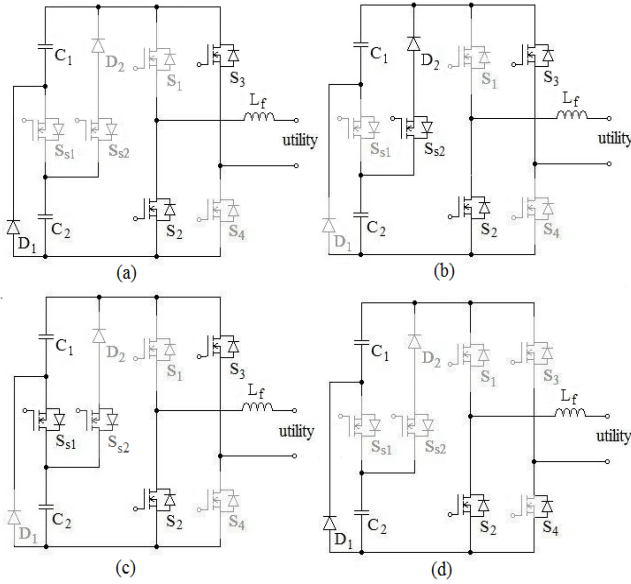 C1
D2
S1
S3
Lf
utility
Ss1
Ss2
C2
D1
S2
S4
(a)
C1
D2
S1
S3
Lf
utility
Ss1
Ss2
C2
D1
S2
S4
(b)
C1
D2
S1
S3
Lf
utility
Ss1
Ss2
C2
D1
S2
S4
(c)
C1
D2
S1
S3
Lf
utility
Ss1
Ss2
C2
D1
S2
S4
(d)